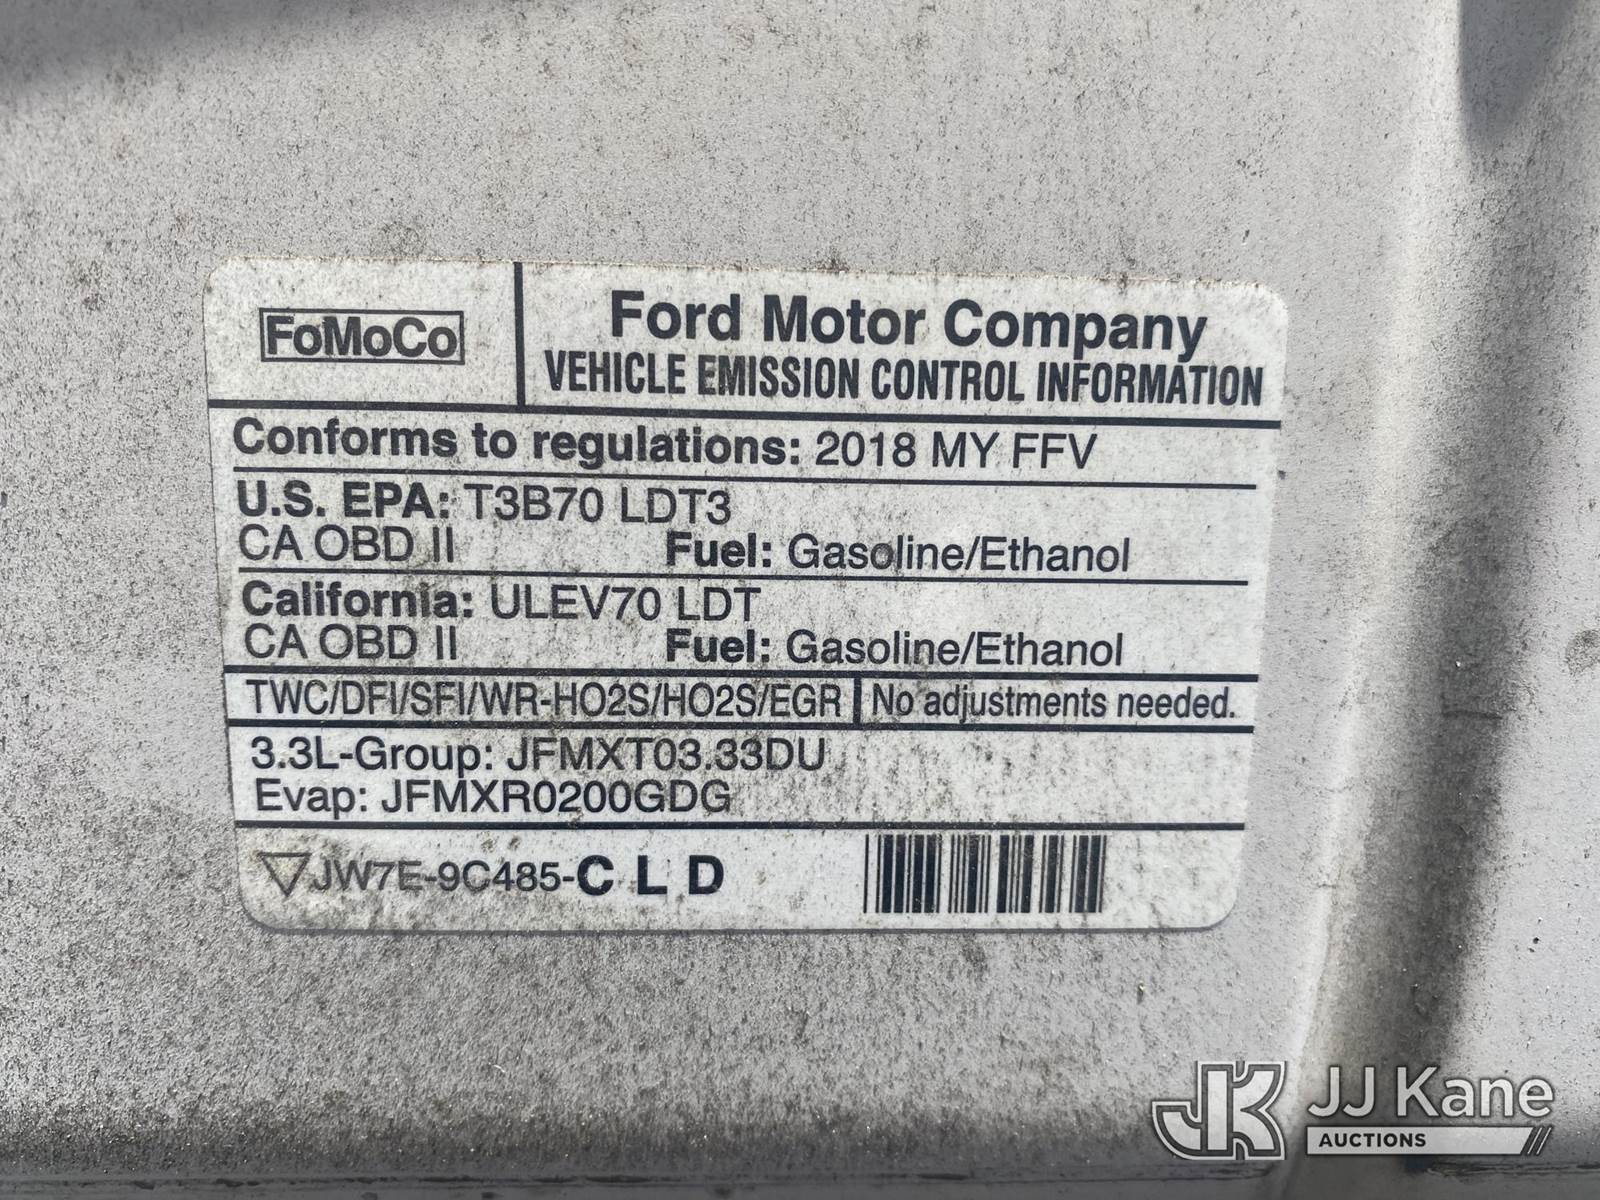 FoMoCo
Ford Motor Company
VEHICLE EMISSION CONTROL INFORMATION
Conforms to regulations: 2018 MY FFV
U.S. EPA: T3B70 LDT3
CA OBD II Fuel: Gasoline/Ethanol
California: ULEV70 LDT
CA OBD II Fuel: Gasoline/Ethanol
TWC/DFI/SFI/WR-HO2S/HO2S/EGR No adjustments needed.
3.3L-Group: JFMXT03.33DU
Evap: JFMXR0200GDG
JW7E-9C485-C L D
JK JJ Kane
AUCTIONS